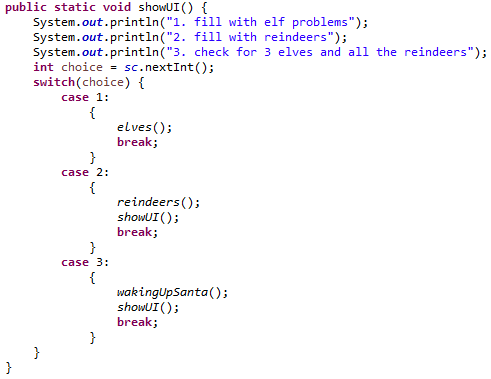 public static void showUI() {
    System.out.println("1. fill with elf problems");
    System.out.println("2. fill with reindeers");
    System.out.println("3. check for 3 elves and all the reindeers");
    int choice = sc.nextInt();
    switch(choice) {
        case 1:
            {
                elves();
                break;
            }
        case 2:
            {
                reindeers();
                showUI();
                break;
            }
        case 3:
            {
                wakingUpSanta();
                showUI();
                break;
            }
    }
}